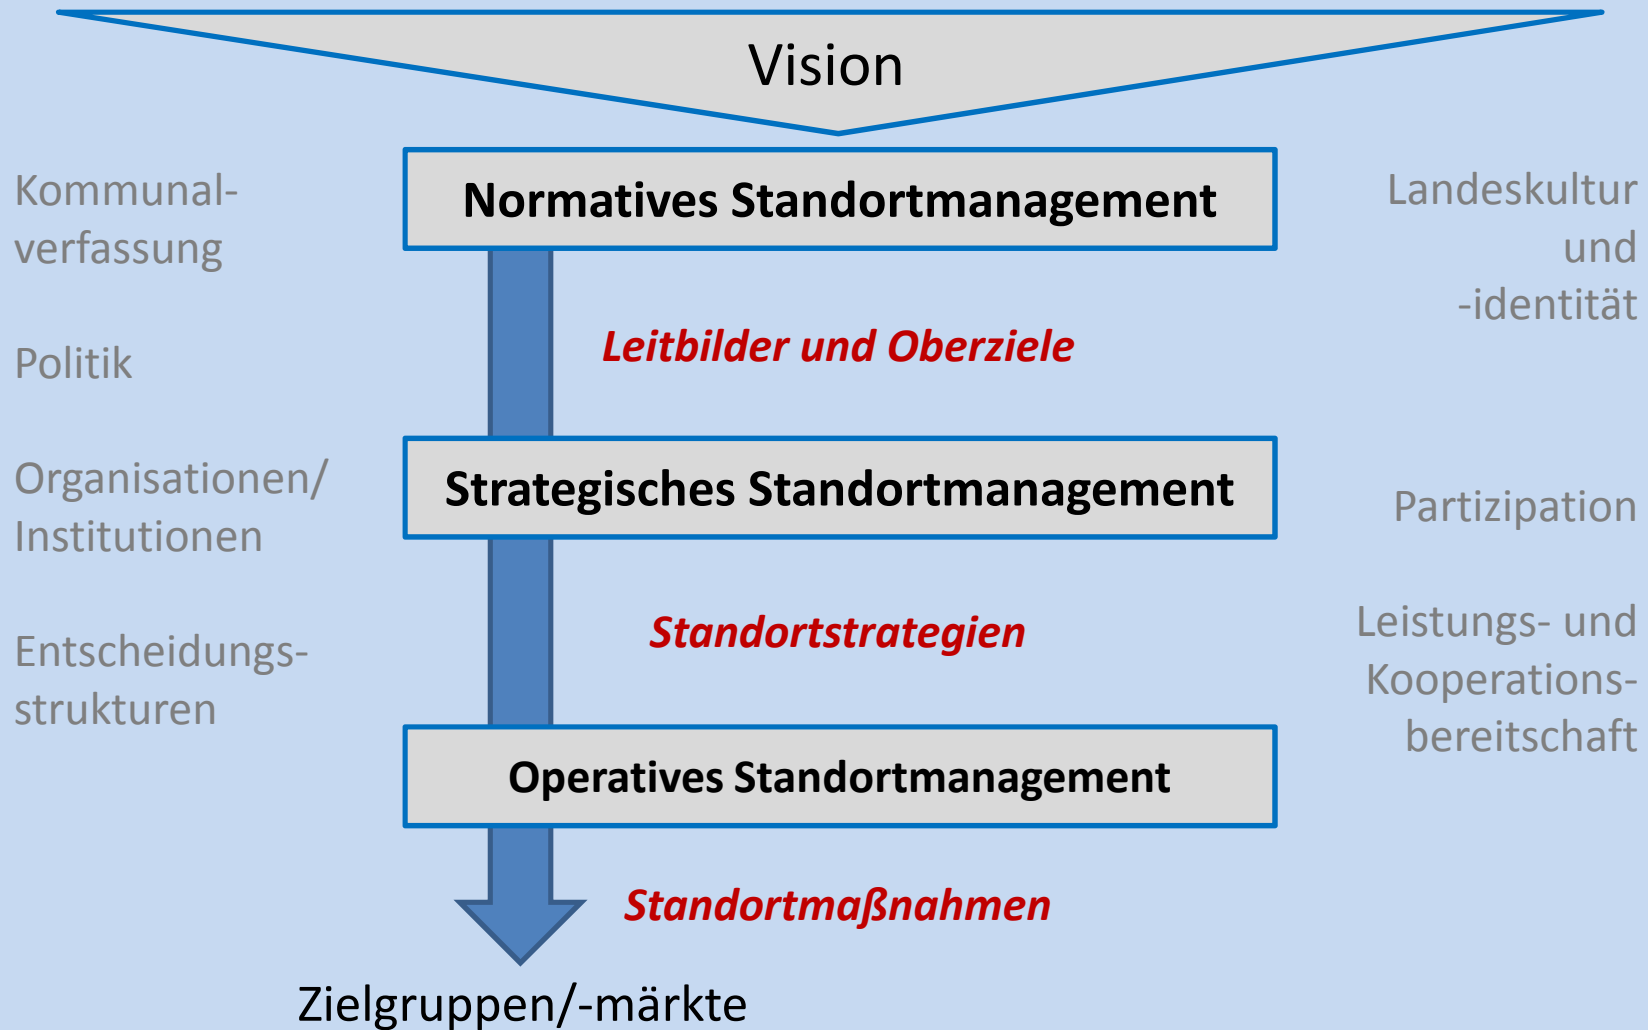 Vision
Normatives Standortmanagement
Kommunal-
verfassung
Politik
Organisationen/
Institutionen
Entscheidungs-
strukturen
Leitbilder und Oberziele
Strategisches Standortmanagement
Standortstrategien
Operatives Standortmanagement
Standortmaßnahmen
Zielgruppen/-märkte
Landeskultur
und
-identität
Partizipation
Leistungs- und
Kooperations-
bereitschaft